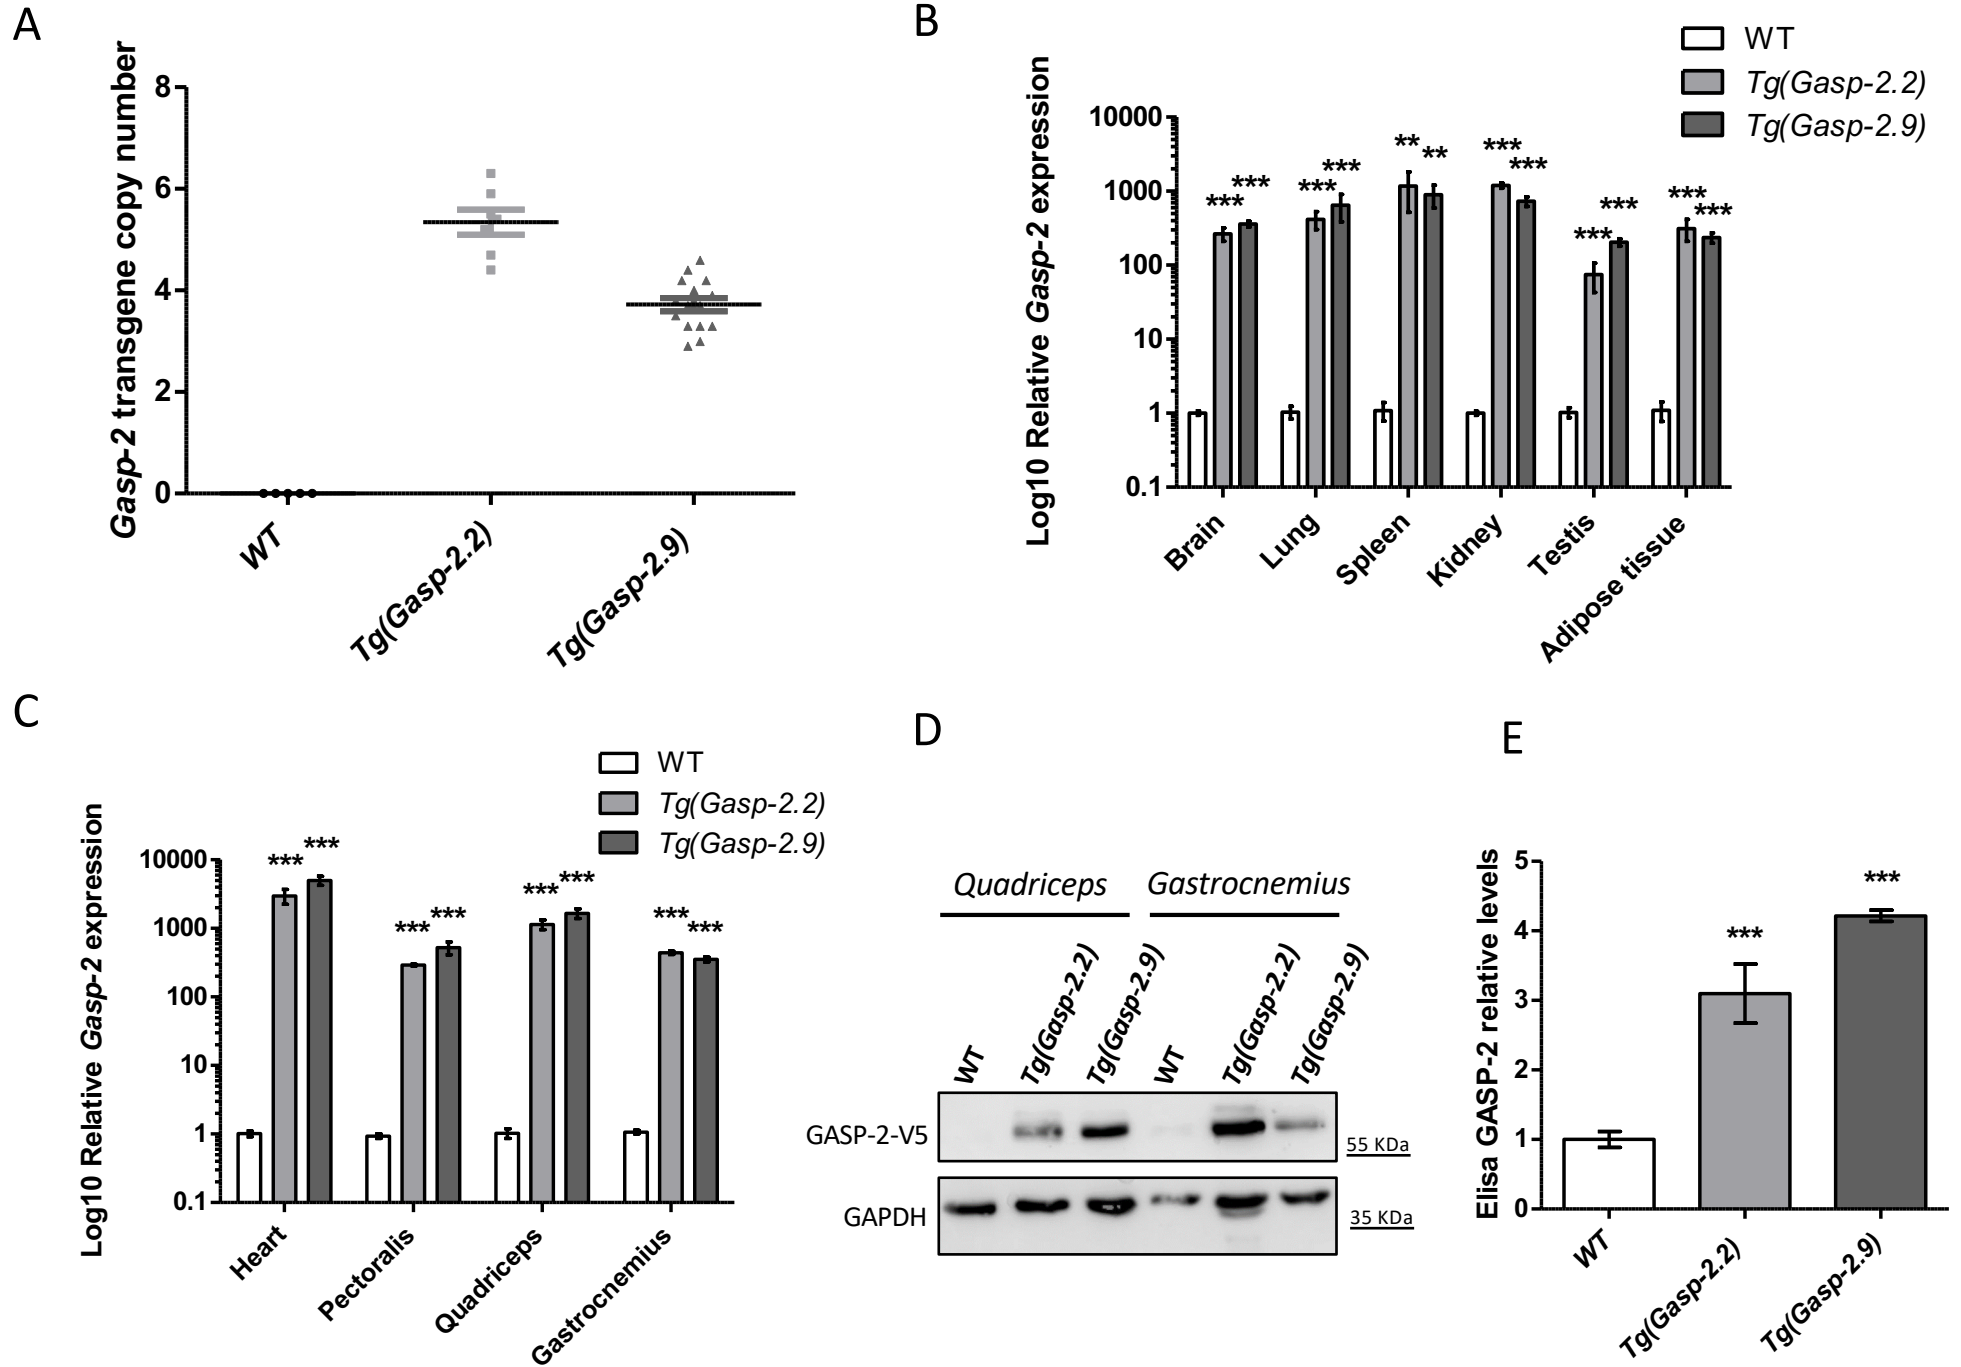 A
Gasp-2 transgene copy number
8
6
4
2
0
WT
Tg(Gasp-2.2)
Tg(Gasp-2.9)
B
WT
Tg(Gasp-2.2)
Tg(Gasp-2.9)
Log10 Relative Gasp-2 expression
10000
1000
100
10
1
0.1
*** ***
*** ***
** **
*** ***
*** ***
*** ***
Brain
Lung
Spleen
Kidney
Testis
Adipose tissue
C
WT
Tg(Gasp-2.2)
Tg(Gasp-2.9)
Log10 Relative Gasp-2 expression
10000
1000
100
10
1
0.1
*** ***
*** ***
*** ***
*** ***
Heart
Pectoralis
Quadriceps
Gastrocnemius
D
Quadriceps Gastrocnemius
WT
Tg(Gasp-2.2)
Tg(Gasp-2.9)
WT
Tg(Gasp-2.2)
Tg(Gasp-2.9)
GASP-2-V5
55 KDa
GAPDH
35 KDa
E
Elisa GASP-2 relative levels
5
4
3
2
1
0
***
***
WT
Tg(Gasp-2.2)
Tg(Gasp-2.9)